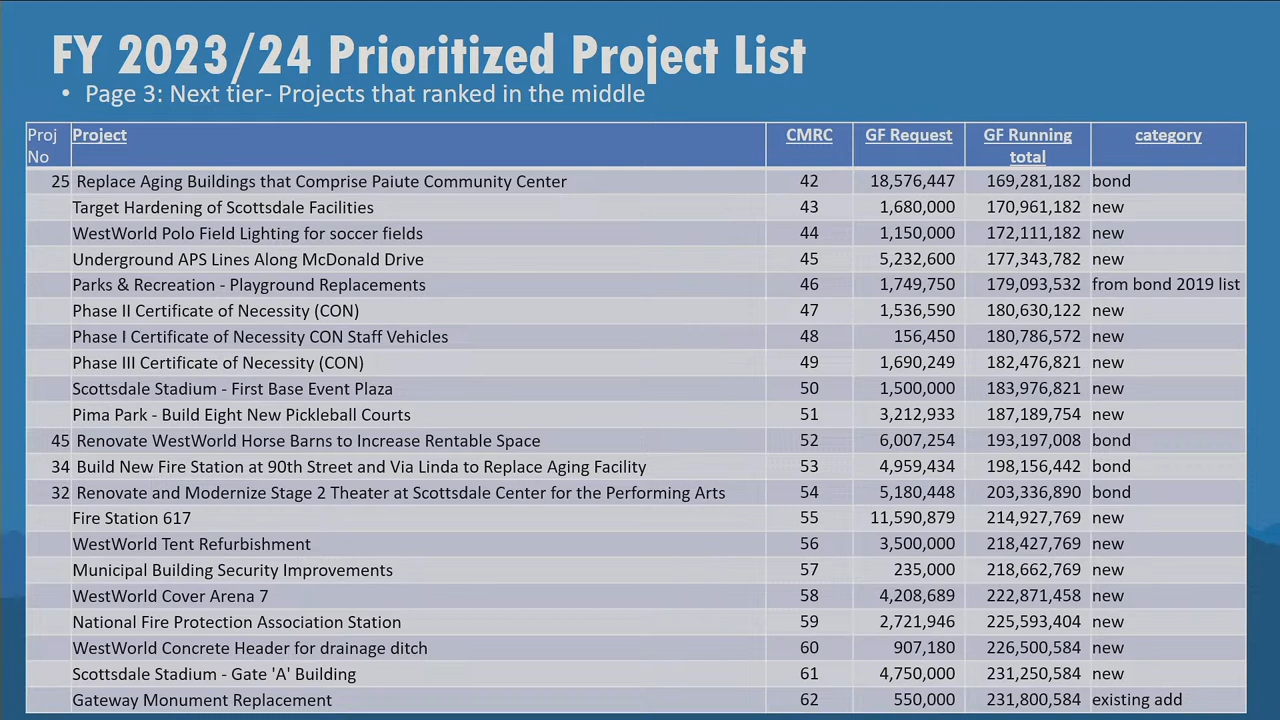 FY 2023/24 Prioritized Project List
• Page 3: Next tier- Projects that ranked in the middle
Proj No Project CMRC GF Request GF Running total category
25 Replace Aging Buildings that Comprise Paiute Community Center 42 18,576,447 169,281,182 bond
Target Hardening of Scottsdale Facilities 43 1,680,000 170,961,182 new
WestWorld Polo Field Lighting for soccer fields 44 1,150,000 172,111,182 new
Underground APS Lines Along McDonald Drive 45 5,232,600 177,343,782 new
Parks & Recreation - Playground Replacements 46 1,749,750 179,093,532 from bond 2019 list
Phase II Certificate of Necessity (CON) 47 1,536,590 180,630,122 new
Phase I Certificate of Necessity CON Staff Vehicles 48 156,450 180,786,572 new
Phase III Certificate of Necessity (CON) 49 1,690,249 182,476,821 new
Scottsdale Stadium - First Base Event Plaza 50 1,500,000 183,976,821 new
Pima Park - Build Eight New Pickleball Courts 51 3,212,933 187,189,754 new
45 Renovate WestWorld Horse Barns to Increase Rentable Space 52 6,007,254 193,197,008 bond
34 Build New Fire Station at 90th Street and Via Linda to Replace Aging Facility 53 4,959,434 198,156,442 bond
32 Renovate and Modernize Stage 2 Theater at Scottsdale Center for the Performing Arts 54 5,180,448 203,336,890 bond
Fire Station 617 55 11,590,879 214,927,769 new
WestWorld Tent Refurbishment 56 3,500,000 218,427,769 new
Municipal Building Security Improvements 57 235,000 218,662,769 new
WestWorld Cover Arena 7 58 4,208,689 222,871,458 new
National Fire Protection Association Station 59 2,721,946 225,593,404 new
WestWorld Concrete Header for drainage ditch 60 907,180 226,500,584 new
Scottsdale Stadium - Gate 'A' Building 61 4,750,000 231,250,584 new
Gateway Monument Replacement 62 550,000 231,800,584 existing add